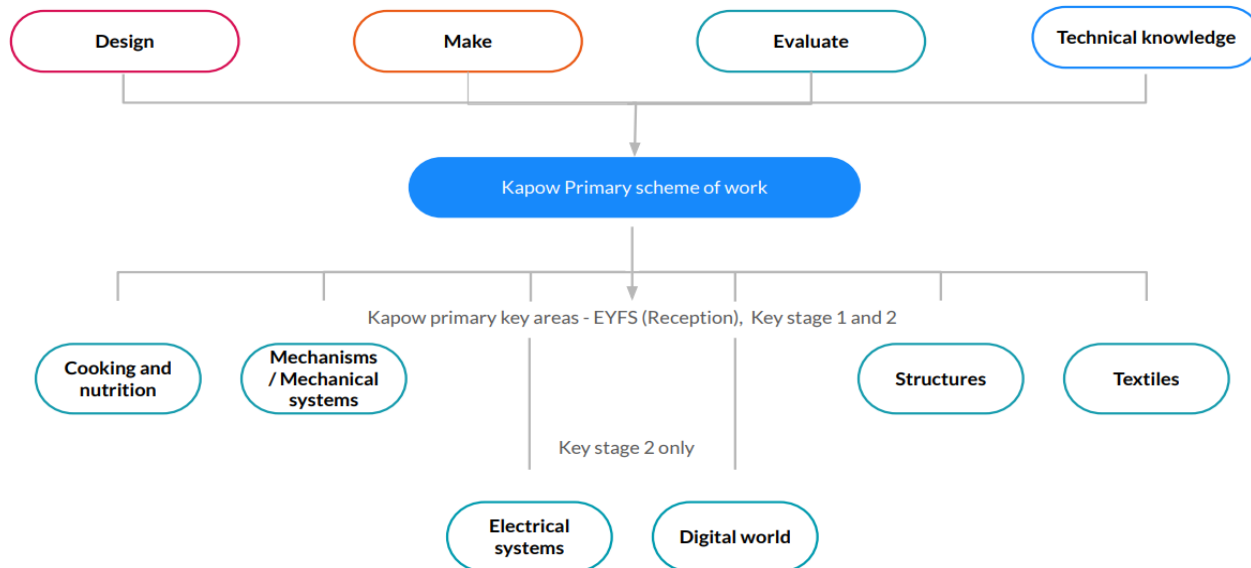 Design
Make
Evaluate
Technical knowledge
Kapow Primary scheme of work
Kapow primary key areas - EYFS (Reception), Key stage 1 and 2
Cooking and
nutrition
Mechanisms
/ Mechanical
systems
Structures
Textiles
Key stage 2 only
Electrical
systems
Digital world